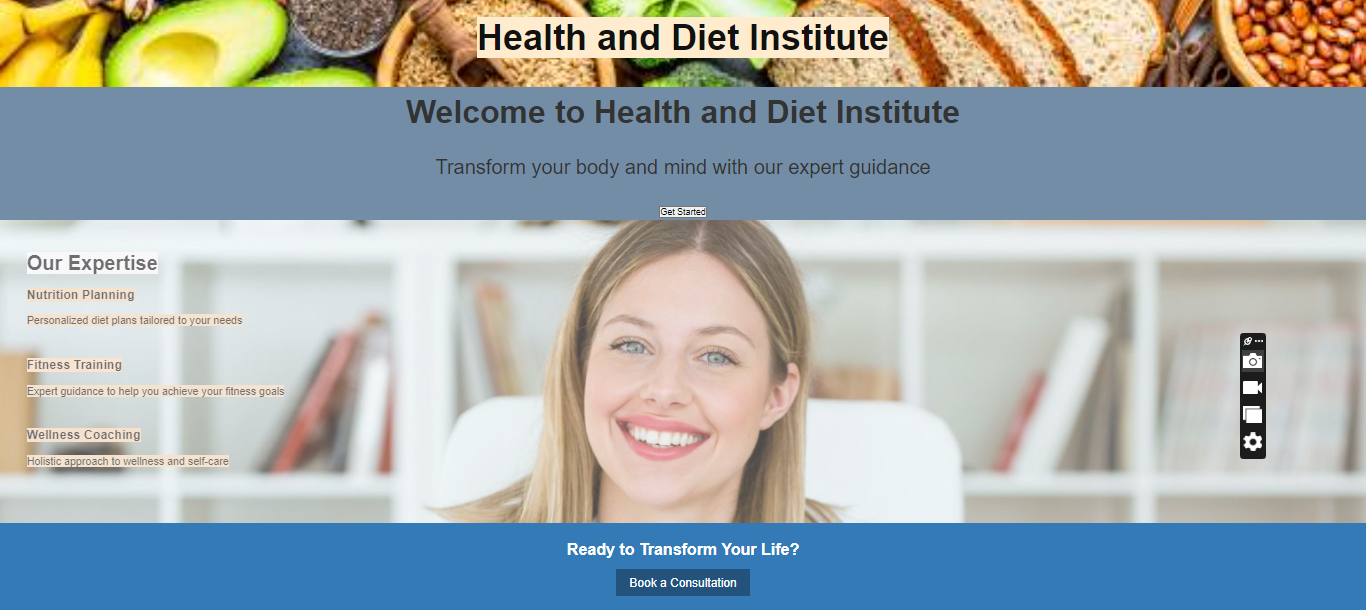 Health and Diet Institute
Welcome to Health and Diet Institute
Transform your body and mind with our expert guidance
Get Started
Our Expertise
Nutrition Planning
Personalized diet plans tailored to your needs
Fitness Training
Expert guidance to help you achieve your fitness goals
Wellness Coaching
Holistic approach to wellness and self-care
Ready to Transform Your Life?
Book a Consultation